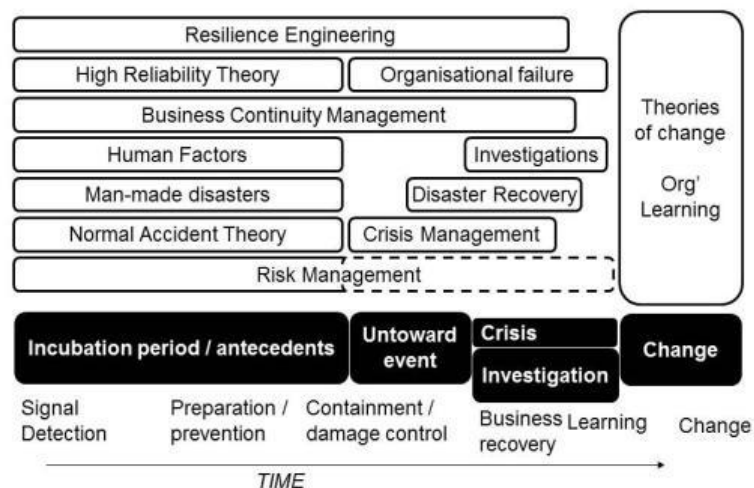 Resilience Engineering
High Reliability Theory
Organisational failure
Business Continuity Management
Human Factors
Investigations
Man-made disasters
Disaster Recovery
Normal Accident Theory
Crisis Management
Risk Management
Theories
of change
Org'
Learning
Incubation period / antecedents
Untoward
event
Crisis
Investigation
Change
Signal
Detection
Preparation /
prevention
Containment /
damage control
Business
recovery
Learning
Change
TIME